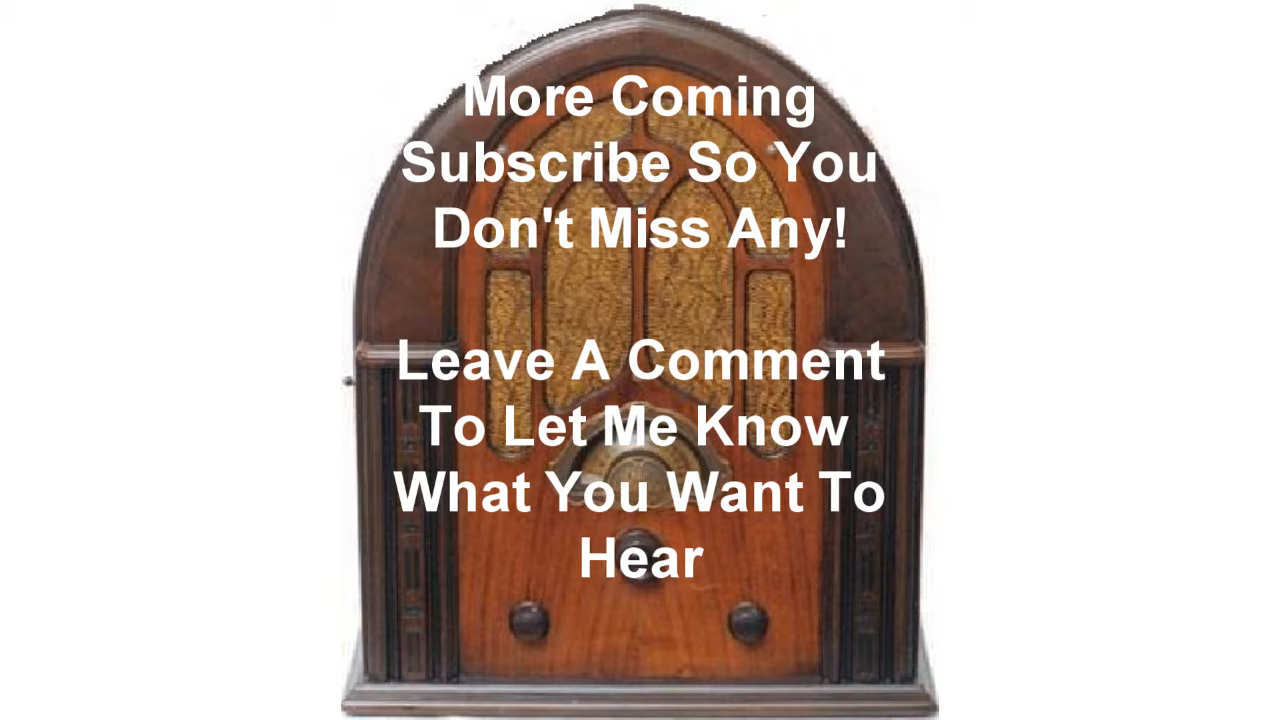 More Coming
Subscribe So You
Don't Miss Any!
Leave A Comment
To Let Me Know
What You Want To
Hear